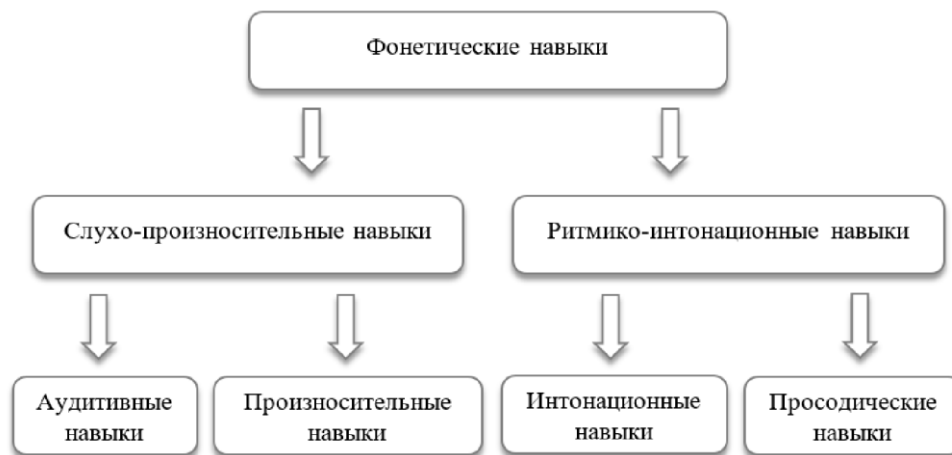 Фонетические навыки
Слухо-произносительные навыки
Ритмико-интонационные навыки
Аудитивные
навыки
Произносительные
навыки
Интонационные
навыки
Просодические
навыки